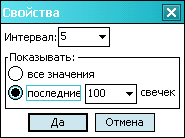 Свойства
Интервал: 5
Показывать:
все значения
последние 100 свечек
Да Отмена